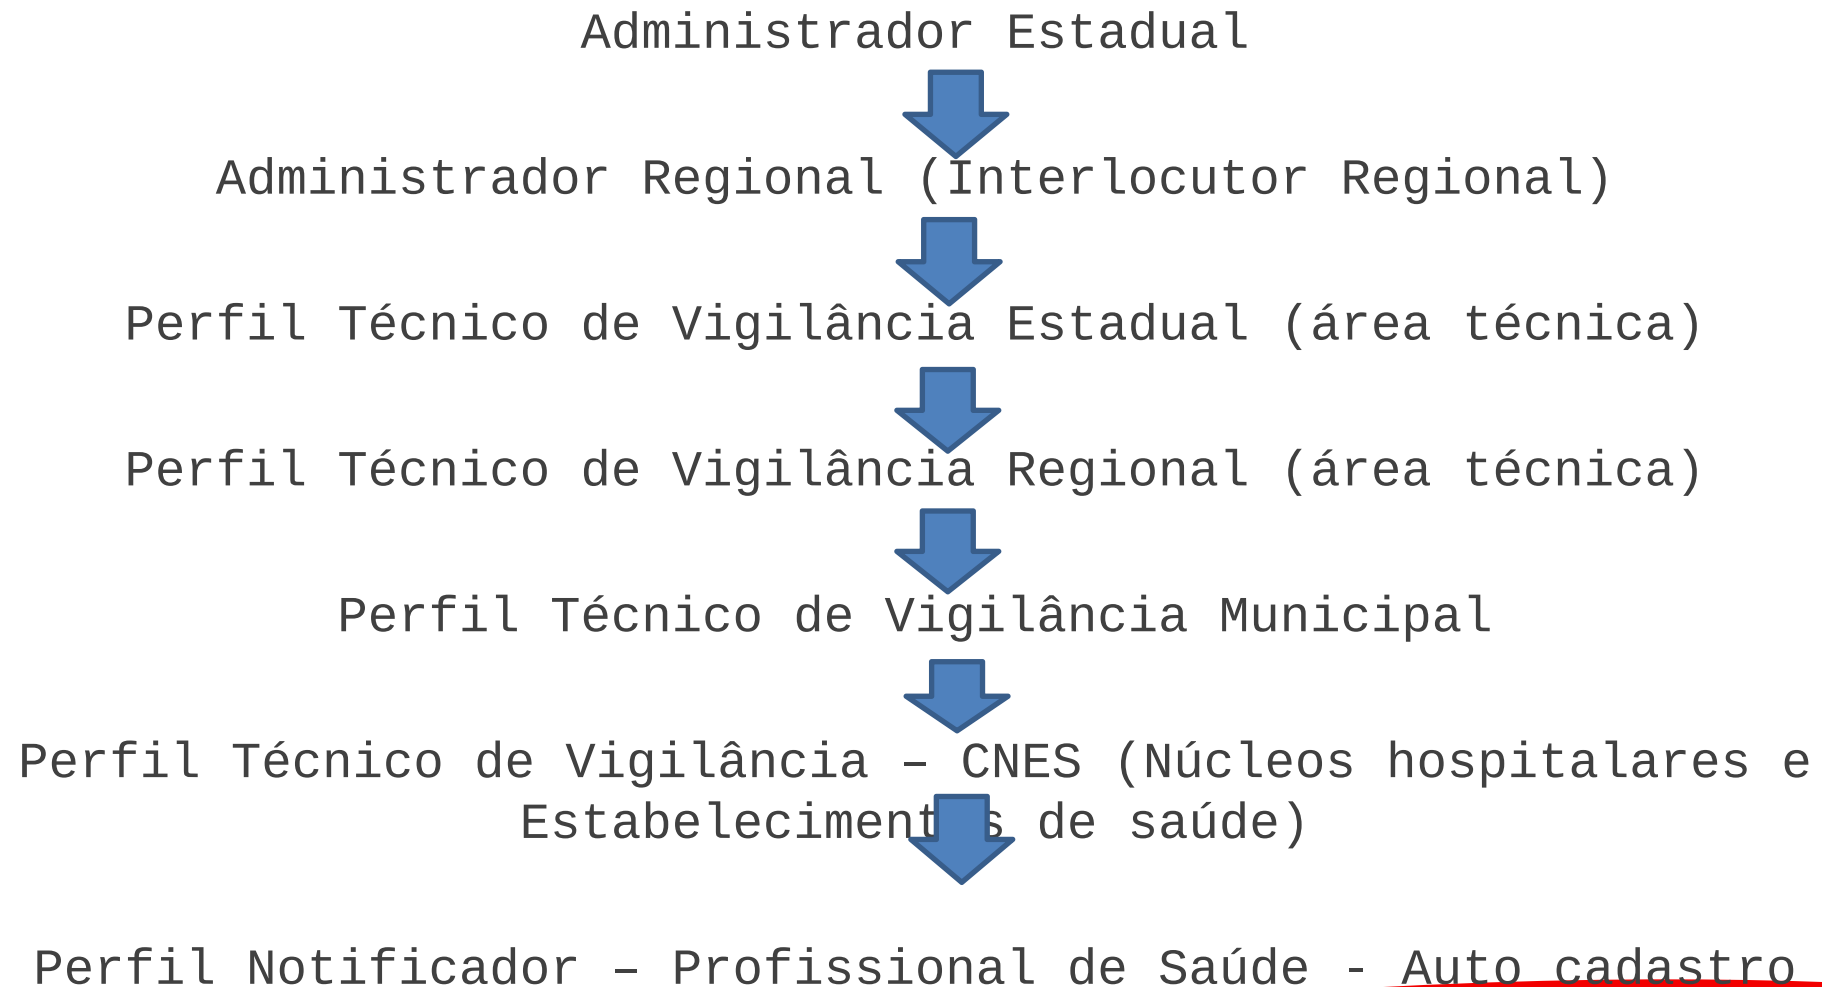 Administrador Estadual
Administrador Regional (Interlocutor Regional)
Perfil Técnico de Vigilância Estadual (área técnica)
Perfil Técnico de Vigilância Regional (área técnica)
Perfil Técnico de Vigilância Municipal
Perfil Técnico de Vigilância – CNES (Núcleos hospitalares e
Estabelecimentos de saúde)
Perfil Notificador – Profissional de Saúde - Auto cadastro